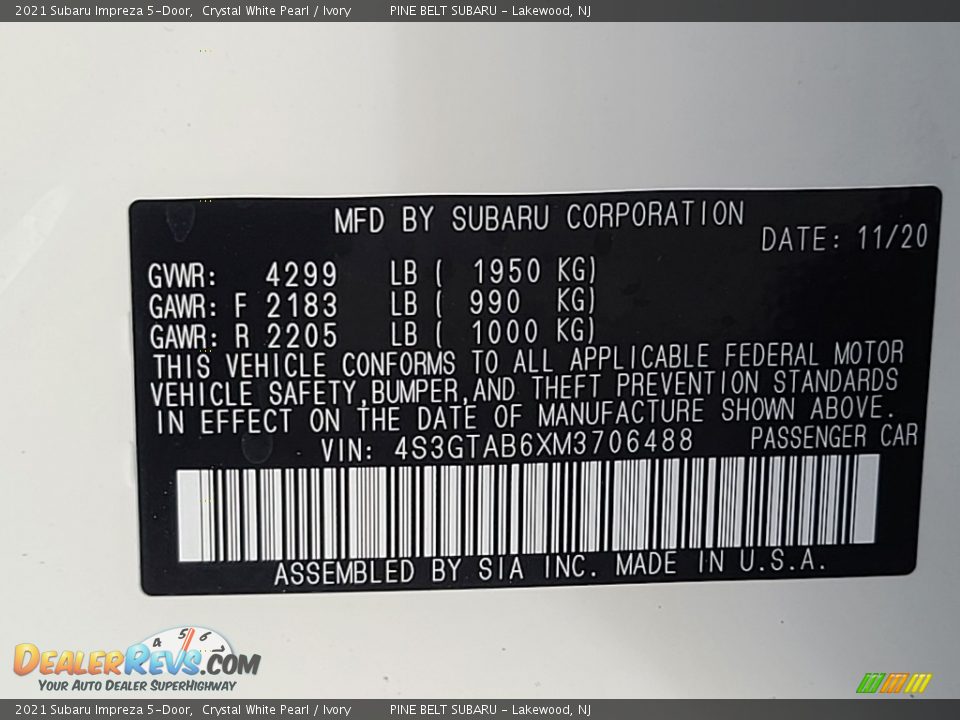 2021 Subaru Impreza 5-Door, Crystal White Pearl / Ivory PINE BELT SUBARU - Lakewood, NJ
MFD BY SUBARU CORPORATION
DATE: 11/20
GVWR: 4299 LB ( 1950 KG)
GAWR: F 2183 LB ( 990 KG)
GAWR: R 2205 LB ( 1000 KG)
THIS VEHICLE CONFORMS TO ALL APPLICABLE FEDERAL MOTOR
VEHICLE SAFETY,BUMPER,AND THEFT PREVENTION STANDARDS
IN EFFECT ON THE DATE OF MANUFACTURE SHOWN ABOVE.
VIN: 4S3GTAB6XM3706488 PASSENGER CAR
ASSEMBLED BY SIA INC. MADE IN U.S.A.
4 5 6 7
DEALERREVS.COM
YOUR AUTO DEALER SUPERHIGHWAY
2021 Subaru Impreza 5-Door, Crystal White Pearl / Ivory PINE BELT SUBARU - Lakewood, NJ